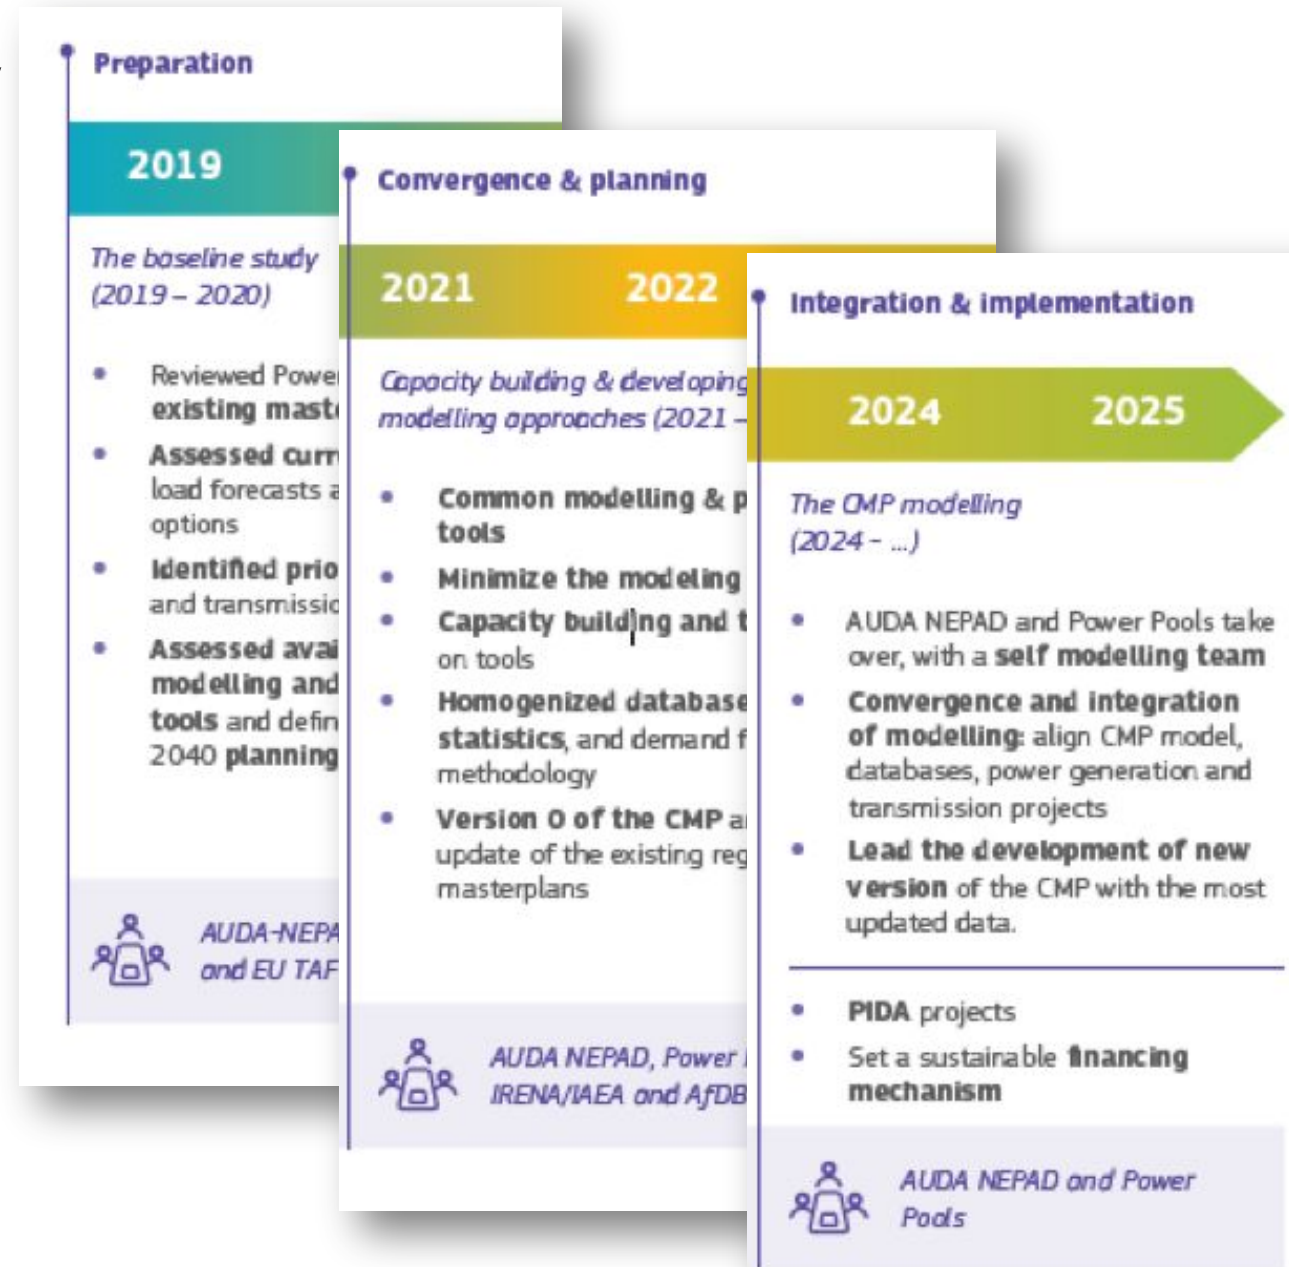 Preparation
2019
The baseline study
(2019 – 2020)
• Reviewed Power
existing mast
• Assessed curr
load forecasts a
options
• Identified prio
and transmissio
• Assessed avai
modelling and
tools and defin
2040 planning
AUDA-NEPA
and EU TAF
Convergence & planning
2021 2022
Capacity building & developing
modelling approaches (2021 –
• Common modelling & p
tools
• Minimize the modeling
• Capacity building and t
on tools
• Homogenized database
statistics, and demand f
methodology
• Version 0 of the CMP a
update of the existing reg
masterplans
AUDA NEPAD, Power
IRENA/IAEA and AfDB
Integration & implementation
2024 2025
The CMP modelling
(2024 – ...)
• AUDA NEPAD and Power Pools take
over, with a self modelling team
• Convergence and integration
of modelling: align CMP model,
databases, power generation and
transmission projects
• Lead the development of new
version of the CMP with the most
updated data.
• PIDA projects
• Set a sustainable financing
mechanism
AUDA NEPAD and Power
Pools